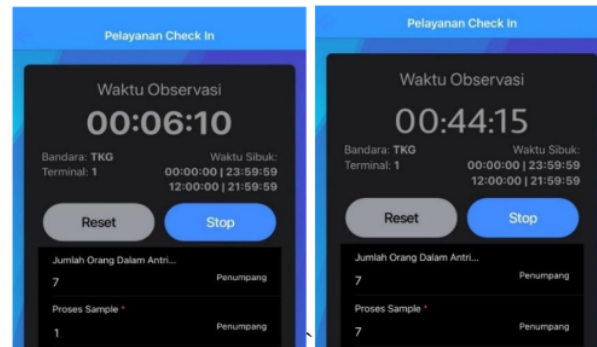 Pelayanan Check In
Waktu Observasi
00:06:10
Bandara: TKG
Waktu Sibuk:
Terminal: 1
00:00:00 | 23:59:59
12:00:00 | 21:59:59
Reset
Stop
Jumlah Orang Dalam Antri...
7
Penumpang
Proses Sample *
1
Penumpang
`
Pelayanan Check In
Waktu Observasi
00:44:15
Bandara: TKG
Waktu Sibuk:
Terminal: 1
00:00:00 | 23:59:59
12:00:00 | 21:59:59
Reset
Stop
Jumlah Orang Dalam Antri...
7
Penumpang
Proses Sample *
7
Penumpang